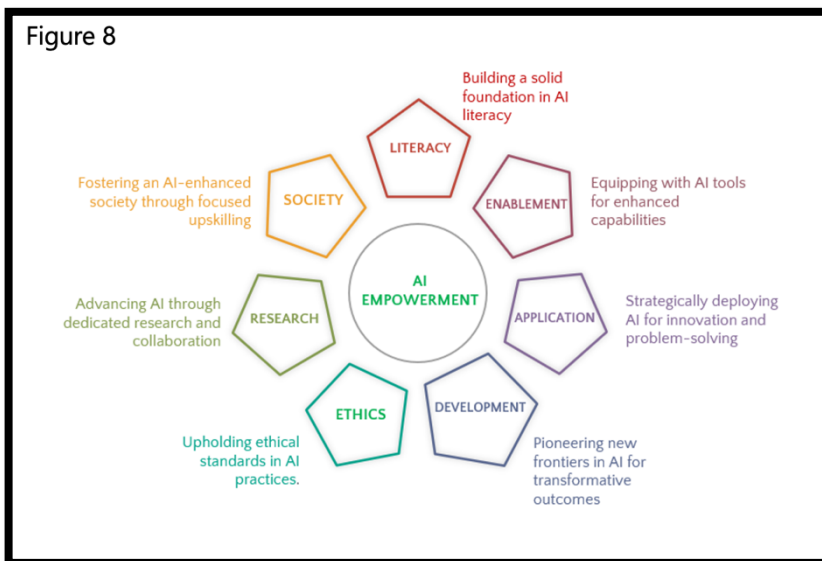 Figure 8
Building a solid
foundation in AI
literacy
LITERACY
Equipping with AI tools
for enhanced
capabilities
ENABLEMENT
Strategically deploying
AI for innovation and
problem-solving
APPLICATION
DEVELOPMENT
Pioneering new
frontiers in AI for
transformative
outcomes
ETHICS
Upholding ethical
standards in AI
practices.
RESEARCH
Advancing AI through
dedicated research and
collaboration
SOCIETY
Fostering an AI-enhanced
society through focused
upskilling
AI
EMPOWERMENT